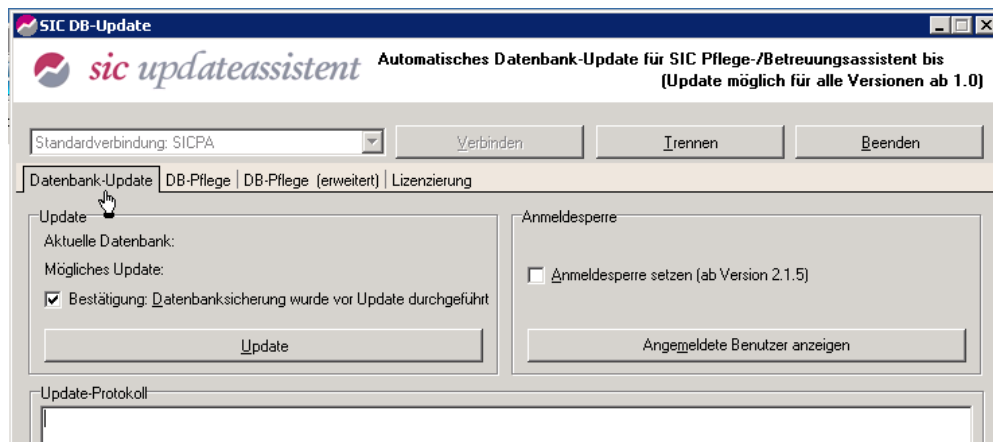 SIC DB-Update
sic updateassistent
Automatisches Datenbank-Update für SIC Pflege-/Betreuungsassistent bis
(Update möglich für alle Versionen ab 1.0)
Standardverbindung: SICPA
Verbinden
Trennen
Beenden
Datenbank-Update
DB-Pflege
DB-Pflege (erweitert)
Lizenzierung
Update
Aktuelle Datenbank:
Mögliches Update:
Bestätigung: Datenbanksicherung wurde vor Update durchgeführt
Update
Anmeldesperre
Anmeldesperre setzen (ab Version 2.1.5)
Angemeldete Benutzer anzeigen
Update-Protokoll